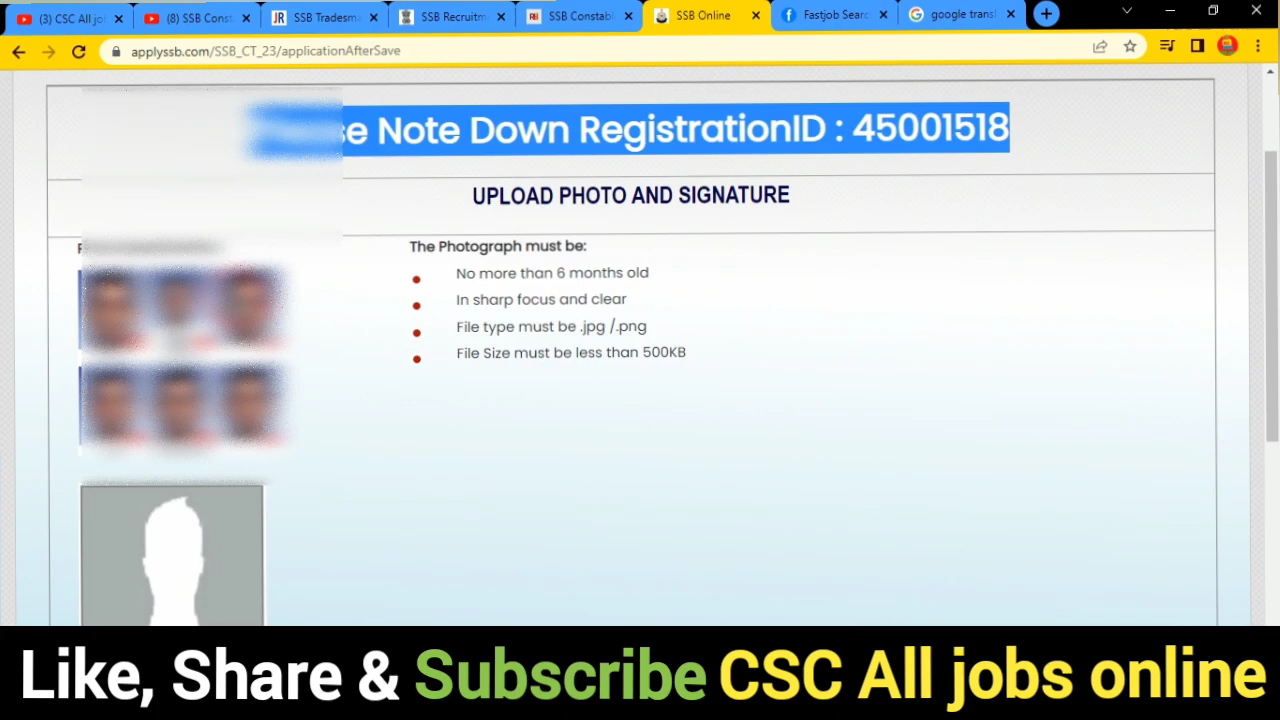 (3) CSC All jo
(8) SSB Const
SSB Tradesma
SSB Recruitm
SSB Constabl
SSB Online
Fastjob Searc
google transl
applyssb.com/SSB_CT_23/applicationAfterSave
Note Down RegistrationID : 45001518
UPLOAD PHOTO AND SIGNATURE
The Photograph must be:
No more than 6 months old
In sharp focus and clear
File type must be .jpg /.png
File Size must be less than 500KB
Like, Share & Subscribe CSC All jobs online